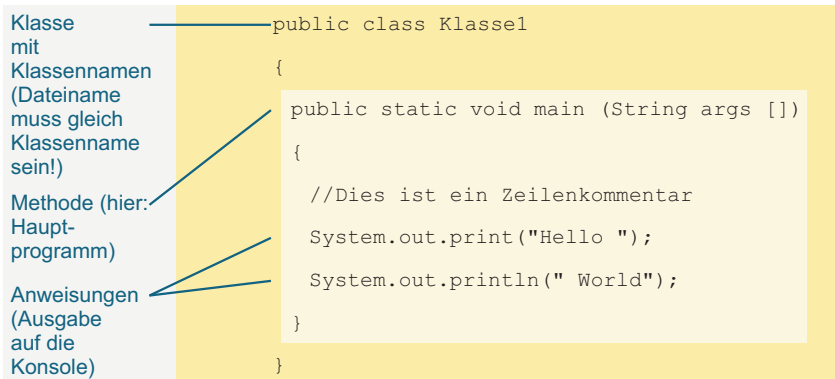 Klasse
mit
Klassennamen
(Dateiname
muss gleich
Klassenname
sein!)
Methode (hier:
Haupt-
programm)
Anweisungen
(Ausgabe
auf die
Konsole)
public class Klasse1
{
public static void main (String args [])
{
//Dies ist ein Zeilenkommentar
System.out.print("Hello ");
System.out.println(" World");
}
}